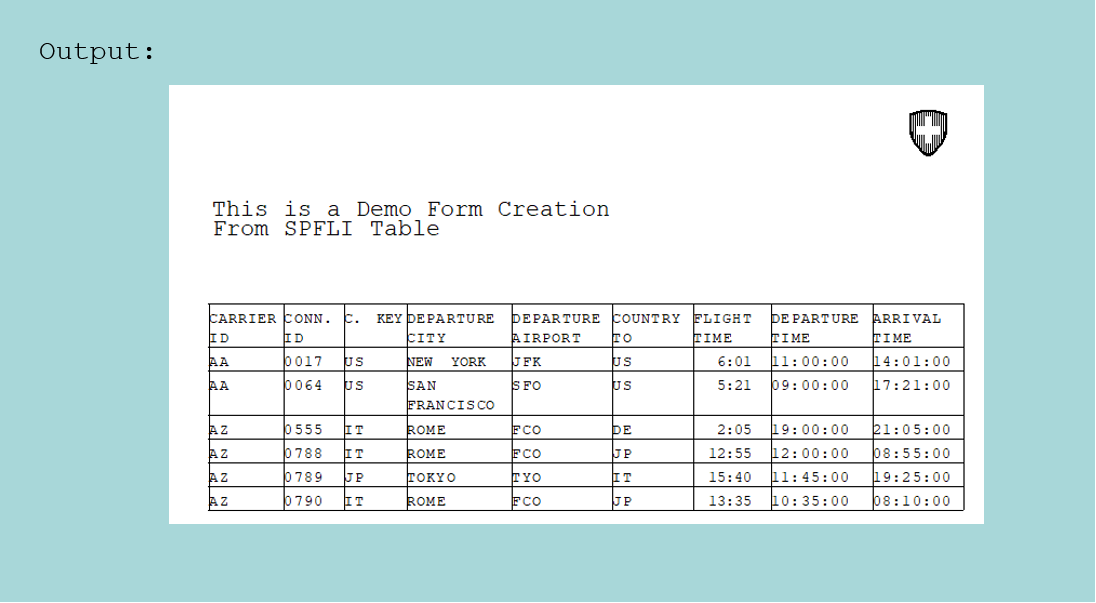 Output:
This is a Demo Form Creation
From SPFLI Table
CARRIER CONN. C. KEY DEPARTURE DEPARTURE COUNTRY FLIGHT DEPARTURE ARRIVAL
ID ID CITY AIRPORT TO TIME TIME TIME
AA 0017 US NEW YORK JFK US 6:01 11:00:00 14:01:00
AA 0064 US SAN SFO US 5:21 09:00:00 17:21:00
FRANCISCO
AZ 0555 IT ROME FCO DE 2:05 19:00:00 21:05:00
AZ 0788 IT ROME FCO JP 12:55 12:00:00 08:55:00
AZ 0789 JP TOKYO TYO IT 15:40 11:45:00 19:25:00
AZ 0790 IT ROME FCO JP 13:35 10:35:00 08:10:00